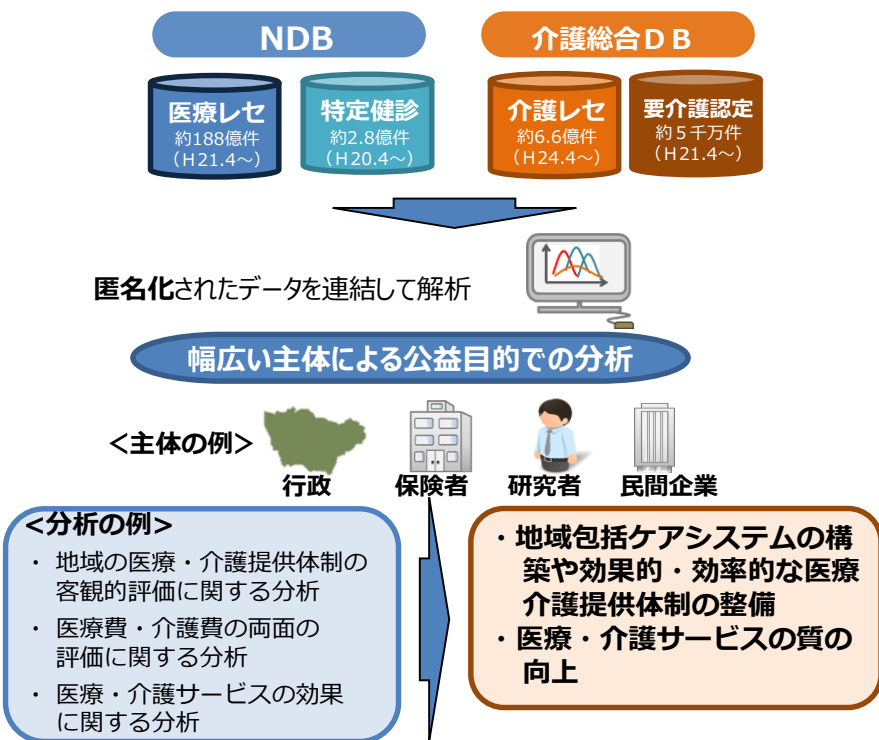 NDB
介護総合ＤＢ
医療レセ
約188億件
（H21.4～）
特定健診
約2.8億件
（H20.4～）
介護レセ
約6.6億件
（H24.4～）
要介護認定
約５千万件
（H21.4～）
匿名化されたデータを連結して解析
幅広い主体による公益目的での分析
＜主体の例＞
行政
保険者
研究者
民間企業
<分析の例>
・ 地域の医療・介護提供体制の
客観的評価に関する分析
・ 医療費・介護費の両面の
評価に関する分析
・ 医療・介護サービスの効果
に関する分析
・地域包括ケアシステムの構
築や効果的・効率的な医療
介護提供体制の整備
・医療・介護サービスの質の
向上